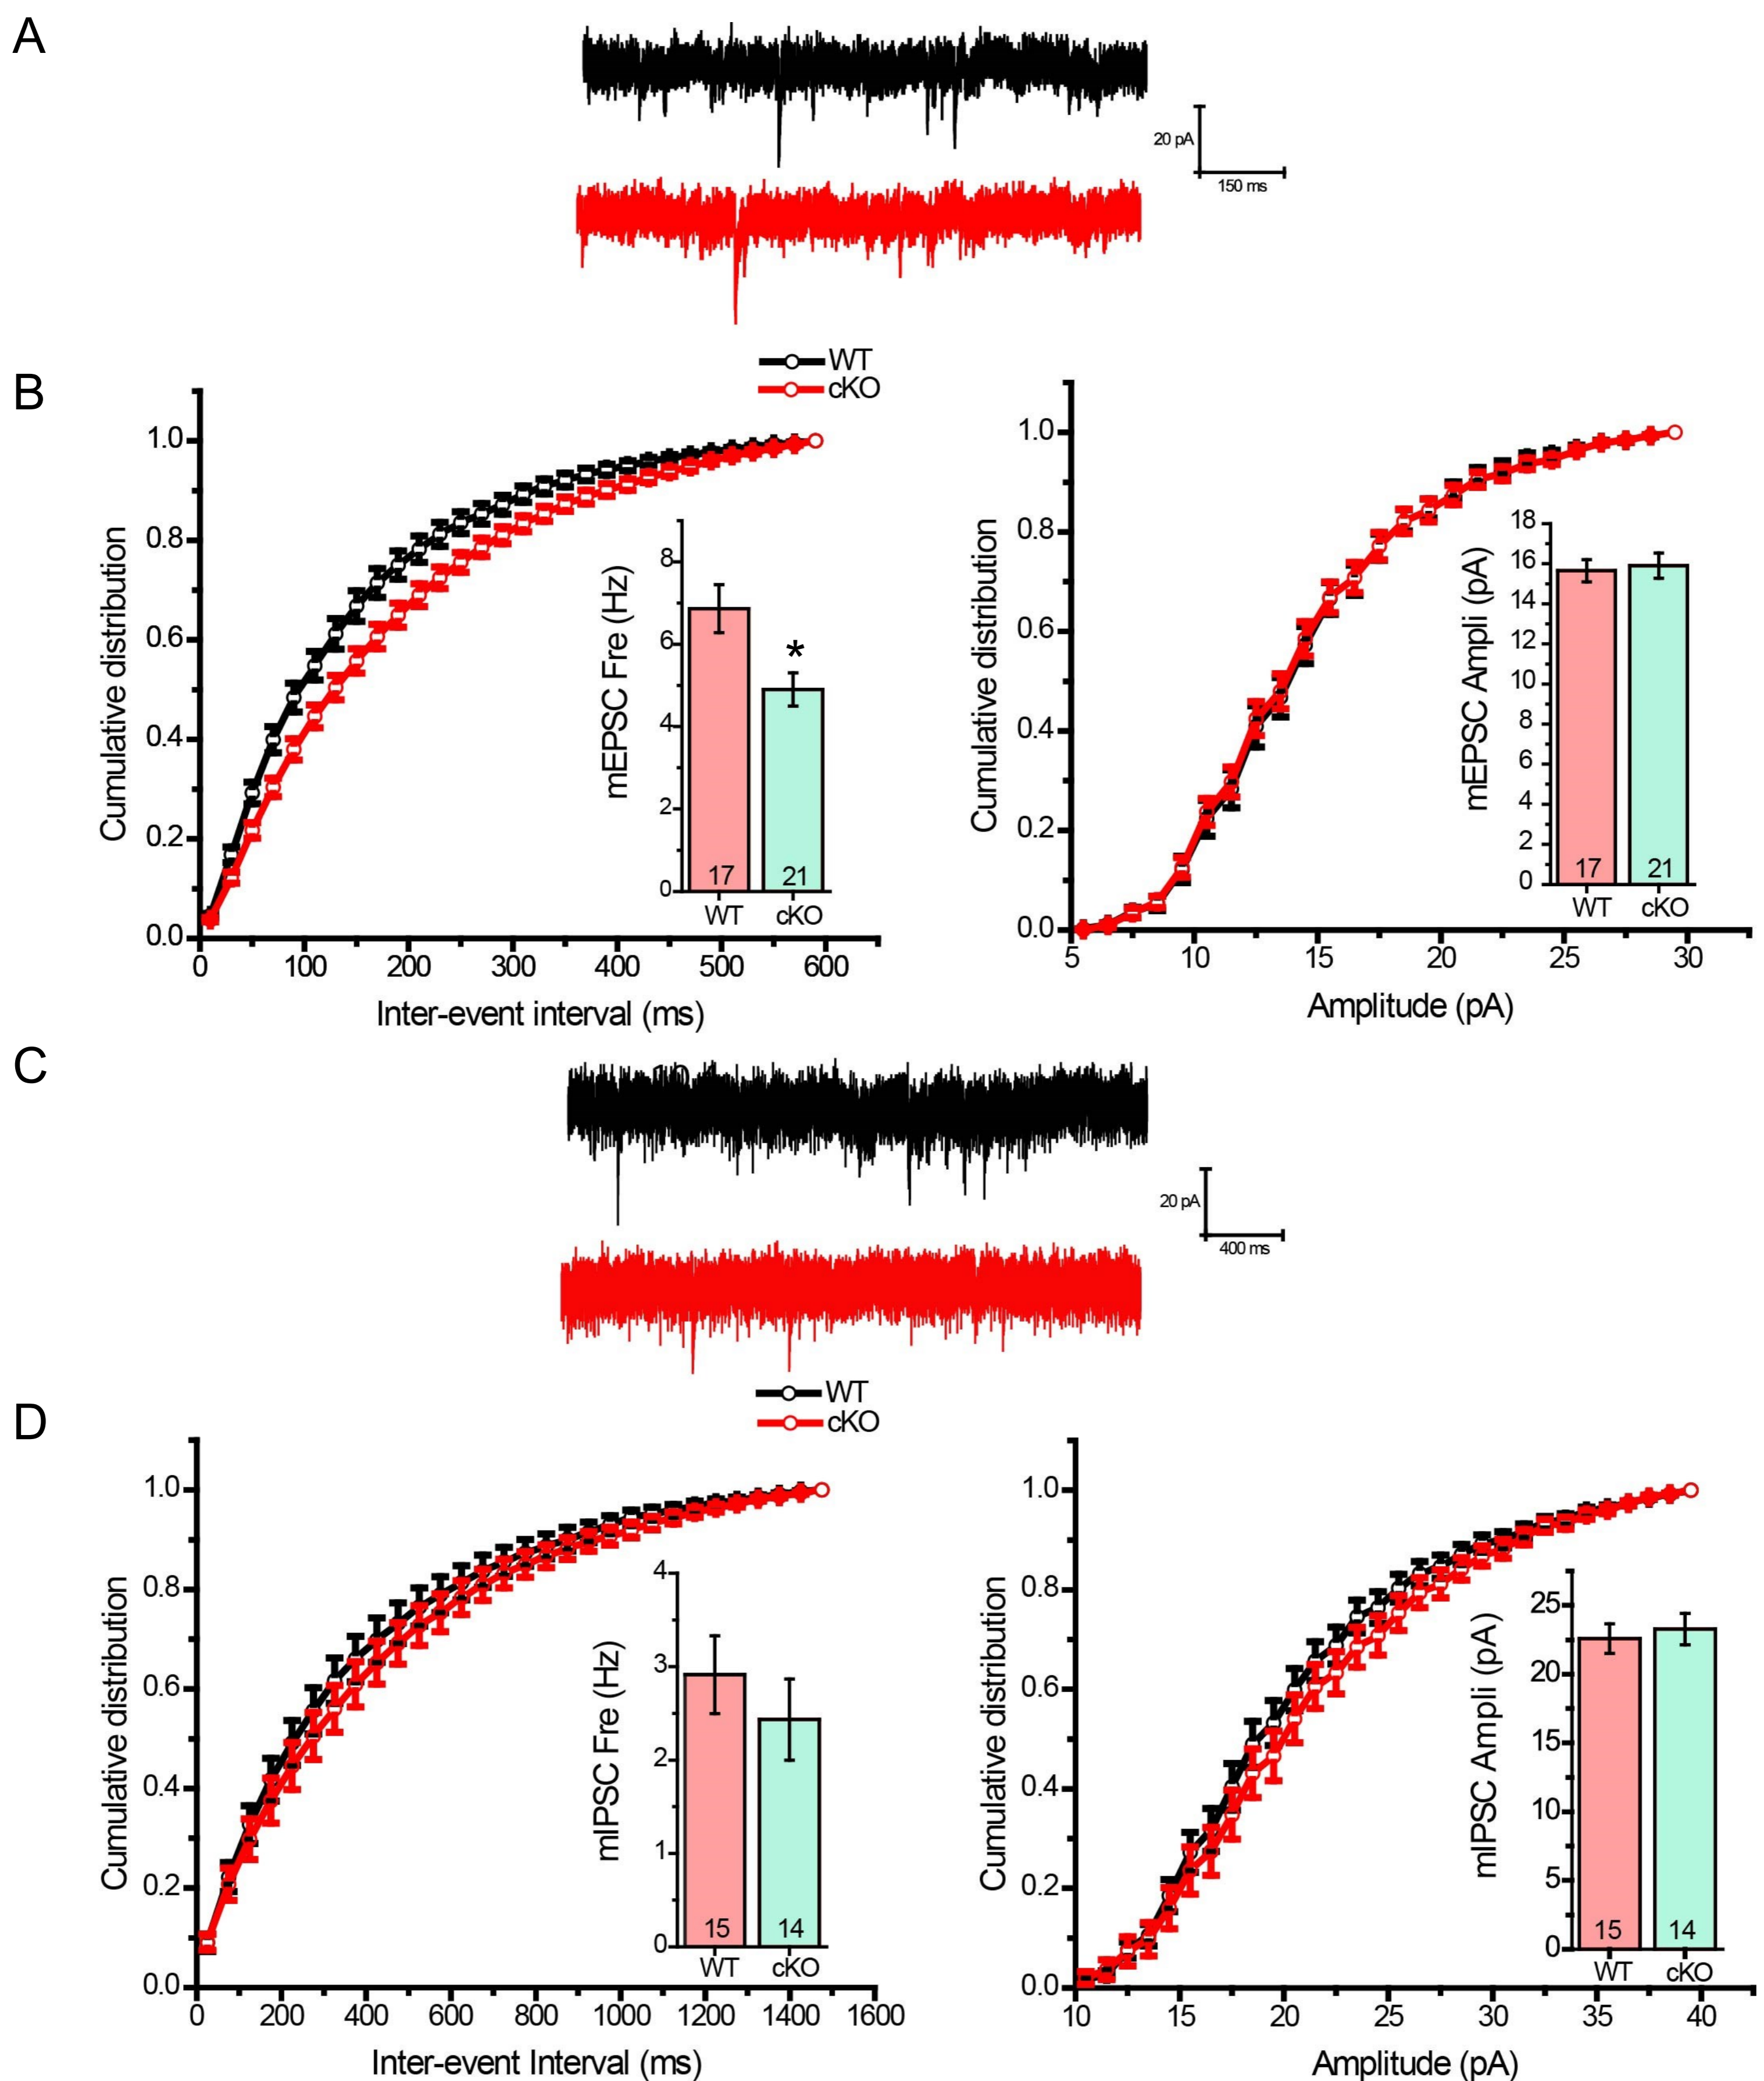 A
20 pA
150 ms
WT
cKO
B
1.0
0.8
0.6
0.4
0.2
0.0
Cumulative distribution
0 100 200 300 400 500 600
Inter-event interval (ms)
8
6
4
2
0
mEPSC Fre (Hz)
*
17 21
WT cKO
1.0
0.8
0.6
0.4
0.2
0.0
Cumulative distribution
5 10 15 20 25 30
Amplitude (pA)
18
16
14
12
10
8
6
4
2
0
mEPSC Ampli (pA)
17 21
WT cKO
C
20 pA
400 ms
WT
cKO
D
1.0
0.8
0.6
0.4
0.2
0.0
Cumulative distribution
0 200 400 600 800 1000 1200 1400 1600
Inter-event Interval (ms)
4
3
2
1
0
mIPSC Fre (Hz)
15 14
WT cKO
1.0
0.8
0.6
0.4
0.2
0.0
Cumulative distribution
10 15 20 25 30 35 40
Amplitude (pA)
25
20
15
10
5
0
mIPSC Ampli (pA)
15 14
WT cKO